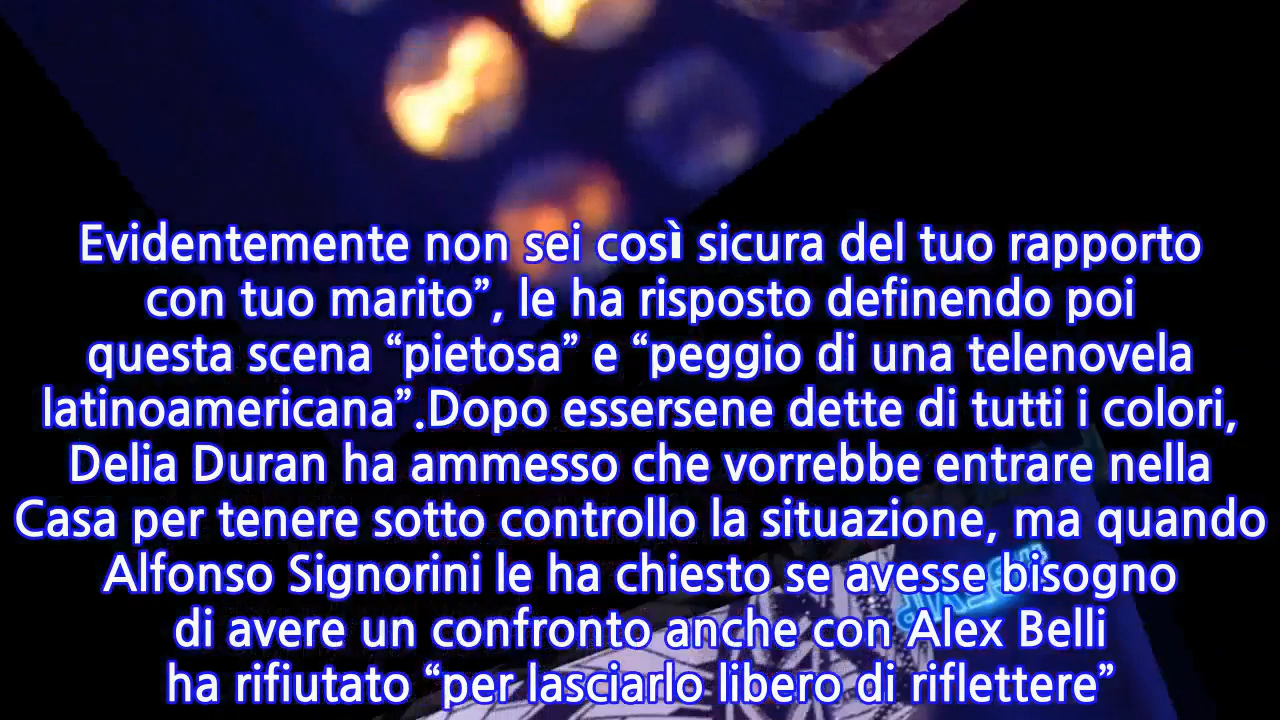 Evidentemente non sei così sicura del tuo rapporto
con tuo marito”, le ha risposto definendo poi
questa scena “pietosa” e “peggio di una telenovela
latinoamericana”.Dopo essersene dette di tutti i colori,
Delia Duran ha ammesso che vorrebbe entrare nella
Casa per tenere sotto controllo la situazione, ma quando
Alfonso Signorini le ha chiesto se avesse bisogno
di avere un confronto anche con Alex Belli
ha rifiutato “per lasciarlo libero di riflettere”